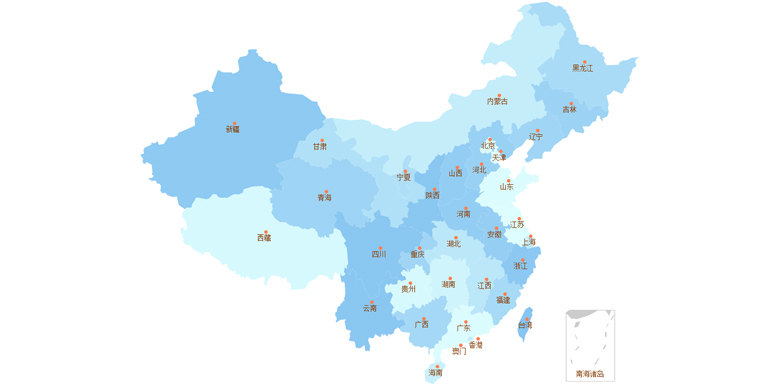 黑龙江
内蒙古
吉林
新疆
辽宁
北京
甘肃
天津
河北
山西
宁夏
山东
陕西
青海
河南
江苏
安徽
西藏
上海
湖北
四川
重庆
浙江
湖南
江西
贵州
福建
云南
广西
台湾
广东
香港
澳门
海南
南海诸岛